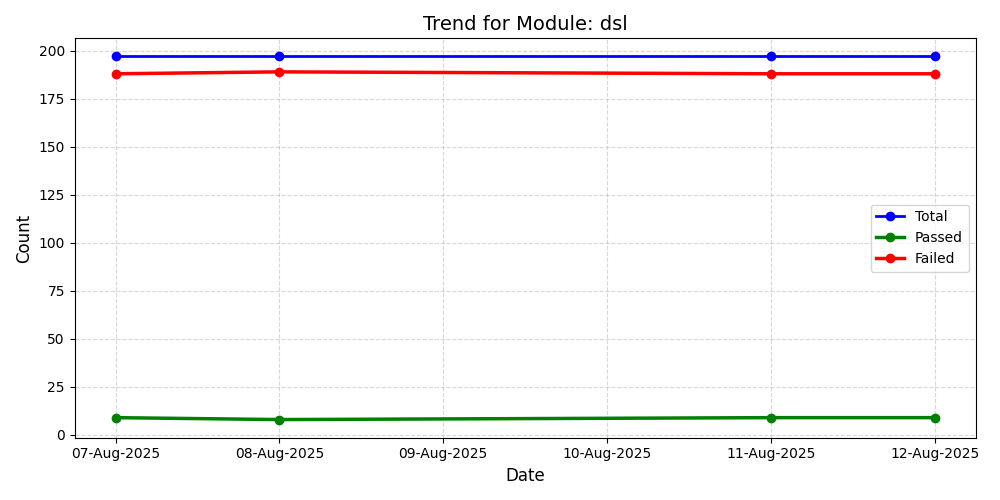 Trend for Module: dsl
200
175
150
125
100
75
50
25
0
Count
Total
Passed
Failed
07-Aug-2025 08-Aug-2025 09-Aug-2025 10-Aug-2025 11-Aug-2025 12-Aug-2025
Date